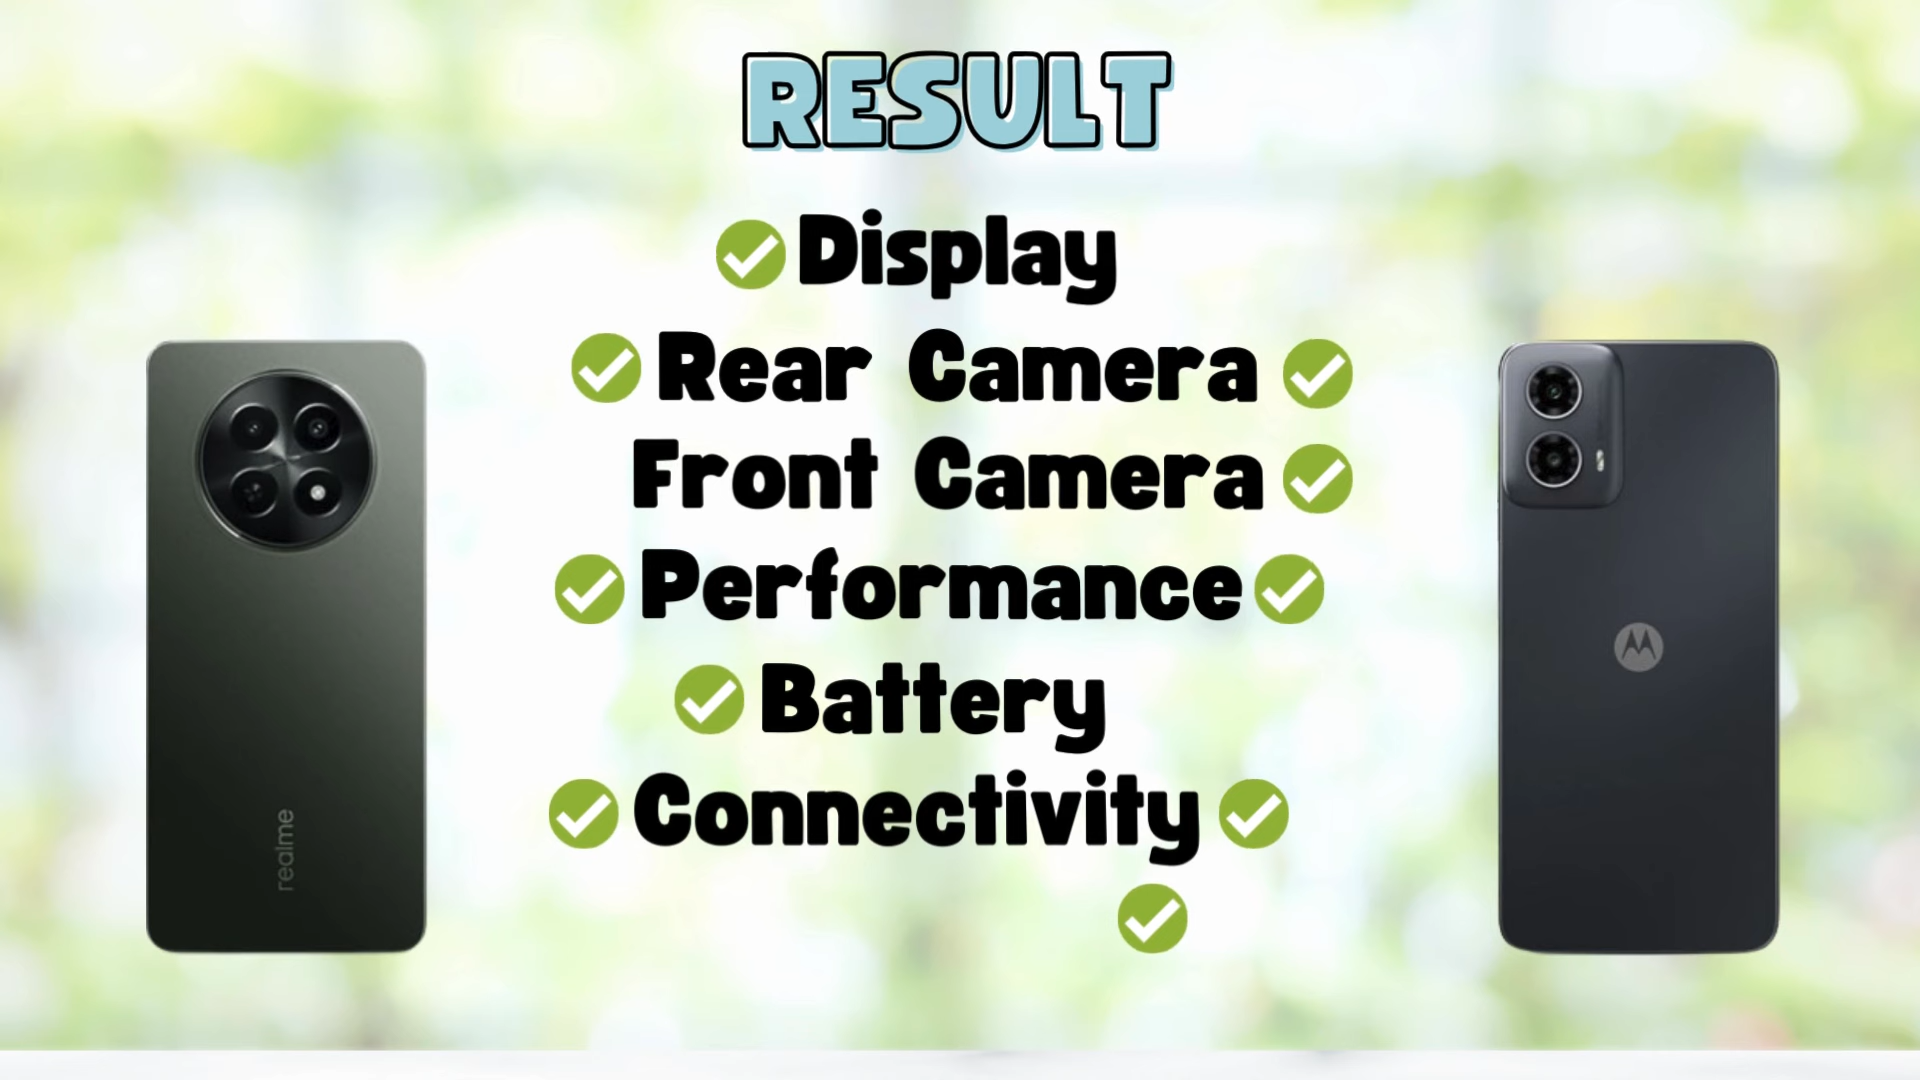 RESULT
Display
Rear Camera
Front Camera
Performance
Battery
Connectivity
realme